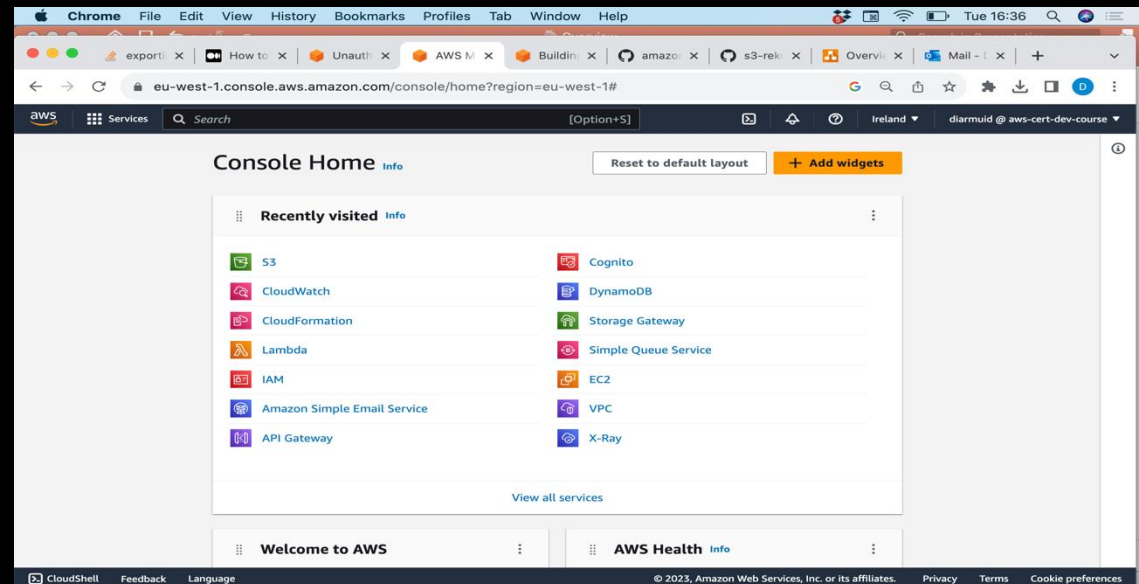 Chrome File Edit View History Bookmarks Profiles Tab Window Help Tue 16:36
exporti How to Unauth AWS M Building amazo s3-rek Overvi Mail -
eu-west-1.console.aws.amazon.com/console/home?region=eu-west-1# D
aws Services Search [Option+S] Ireland diarmuid @ aws-cert-dev-course
Console Home Info Reset to default layout + Add widgets
Recently visited Info
S3 Cognito
CloudWatch DynamoDB
CloudFormation Storage Gateway
Lambda Simple Queue Service
IAM EC2
Amazon Simple Email Service VPC
API Gateway X-Ray
View all services
Welcome to AWS AWS Health Info
CloudShell Feedback Language © 2023, Amazon Web Services, Inc. or its affiliates. Privacy Terms Cookie preferences